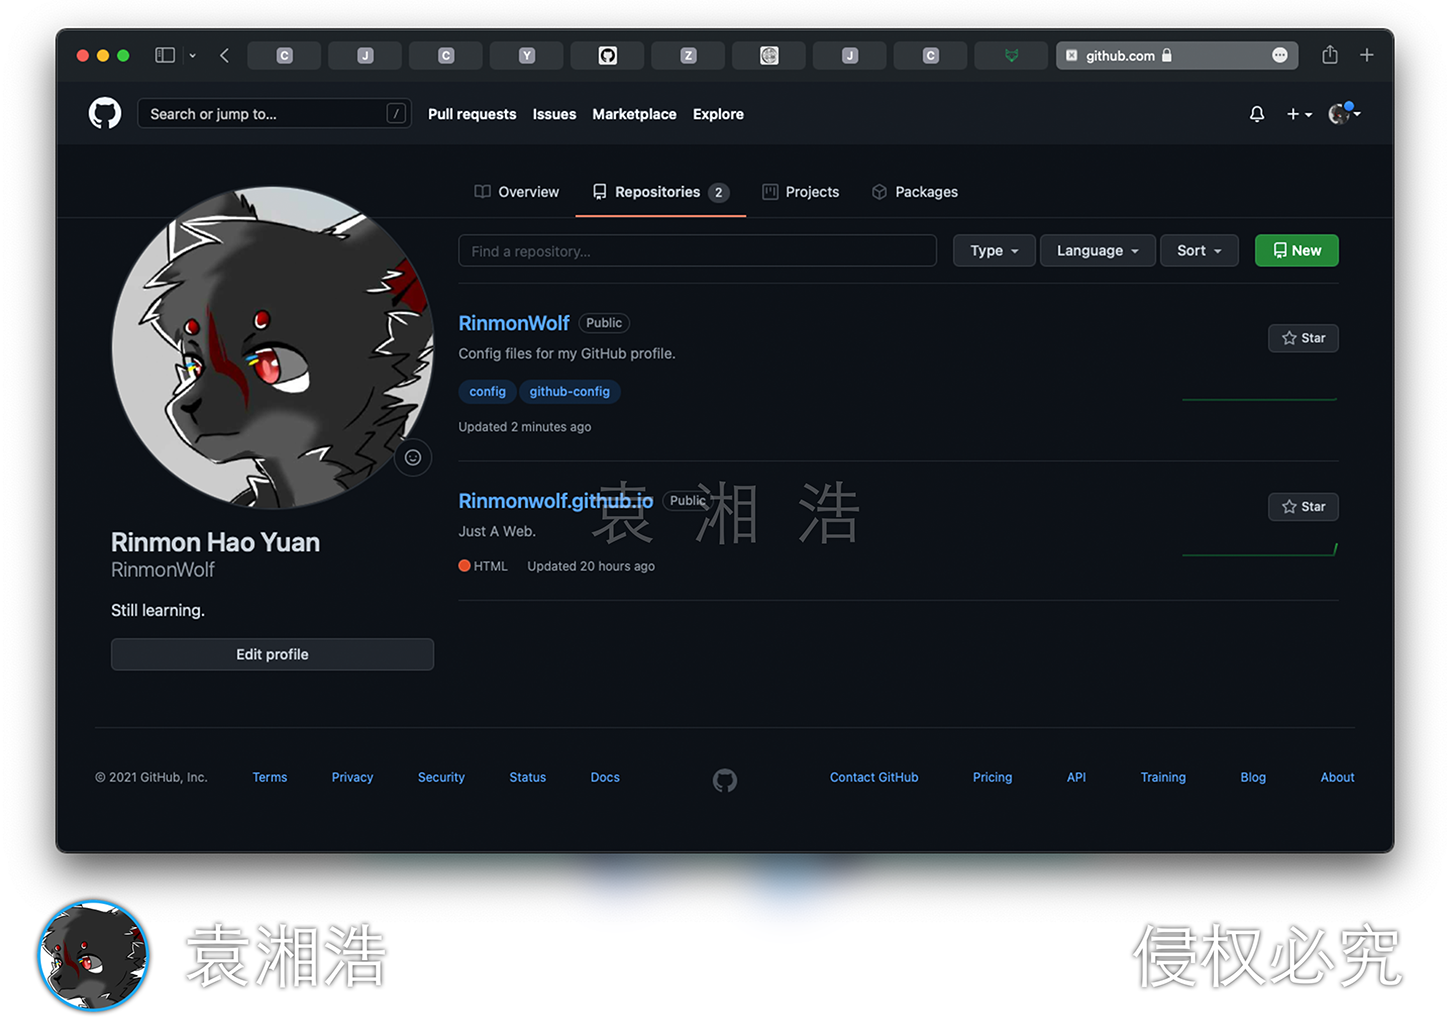 C J C Y Z J C github.com
Search or jump to... / Pull requests Issues Marketplace Explore
Overview Repositories 2 Projects Packages
Find a repository... Type Language Sort New
RinmonWolf Public
Star
Config files for my GitHub profile.
config github-config
Updated 2 minutes ago
Rinmonwolf.github.io Public
Star
袁湘浩
Just A Web.
HTML Updated 20 hours ago
Rinmon Hao Yuan
RinmonWolf
Still learning.
Edit profile
© 2021 GitHub, Inc. Terms Privacy Security Status Docs Contact GitHub Pricing API Training Blog About
袁湘浩 侵权必究